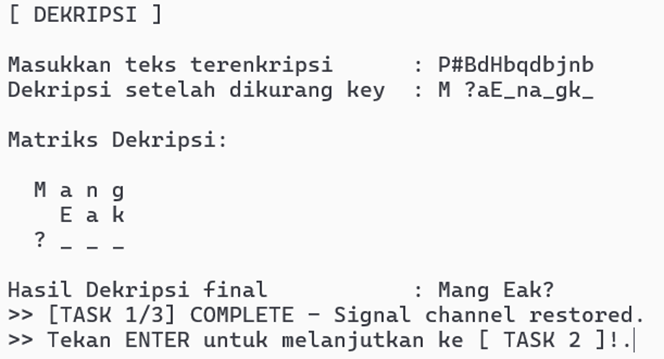 [ DEKRIPSI ]
Masukkan teks terenkripsi : P#BdHbqdbjnb
Dekripsi setelah dikurang key : M ?aE_na_gk_
Matriks Dekripsi:
M a n g
E a k
? _ _ _
Hasil Dekripsi final : Mang Eak?
>> [TASK 1/3] COMPLETE – Signal channel restored.
>> Tekan ENTER untuk melanjutkan ke [ TASK 2 ]!.